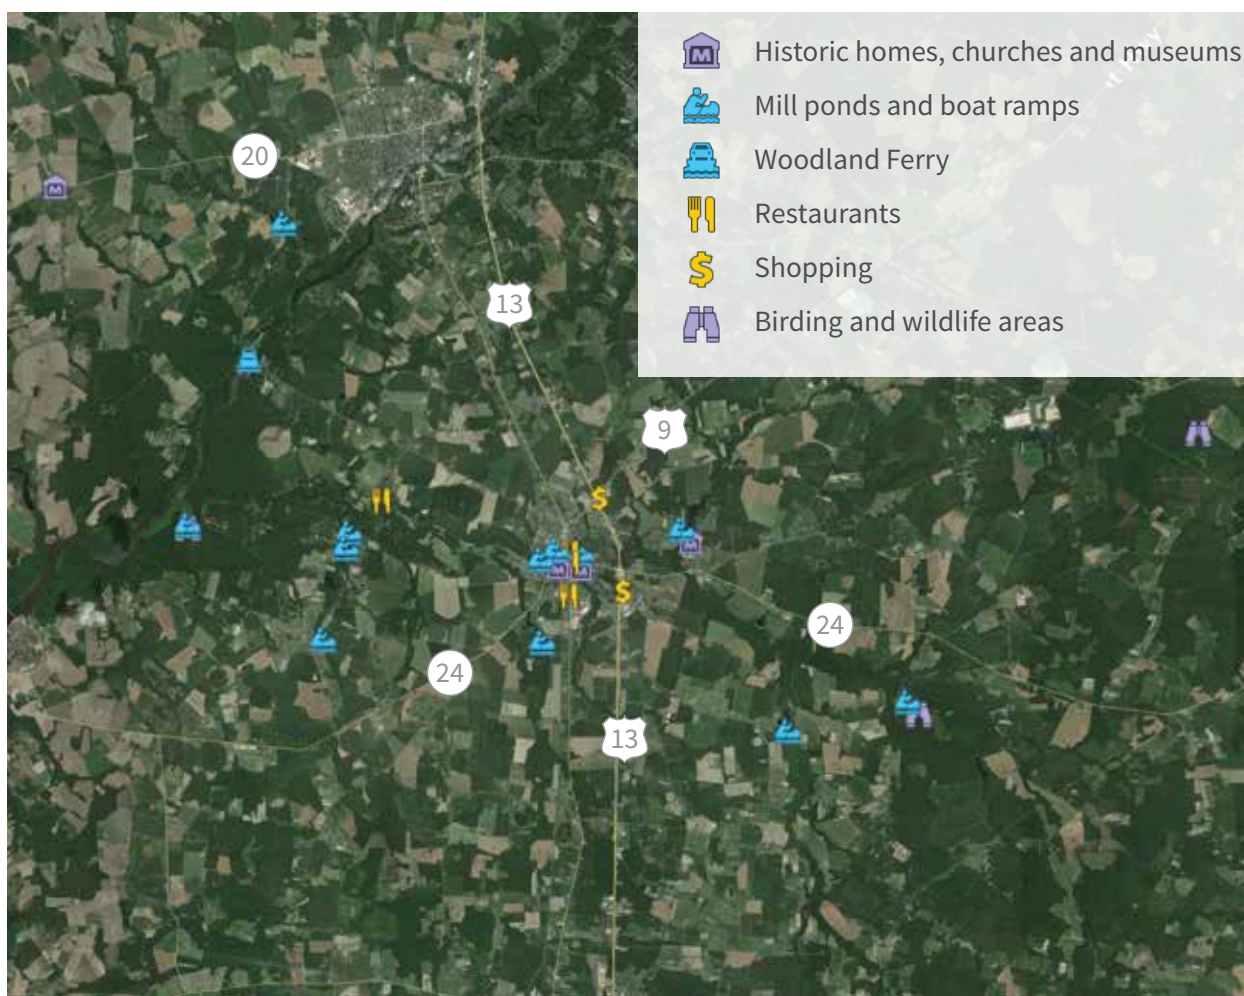 Historic homes, churches and museums
Mill ponds and boat ramps
Woodland Ferry
Restaurants
Shopping
Birding and wildlife areas
20
13
9
24
24
13